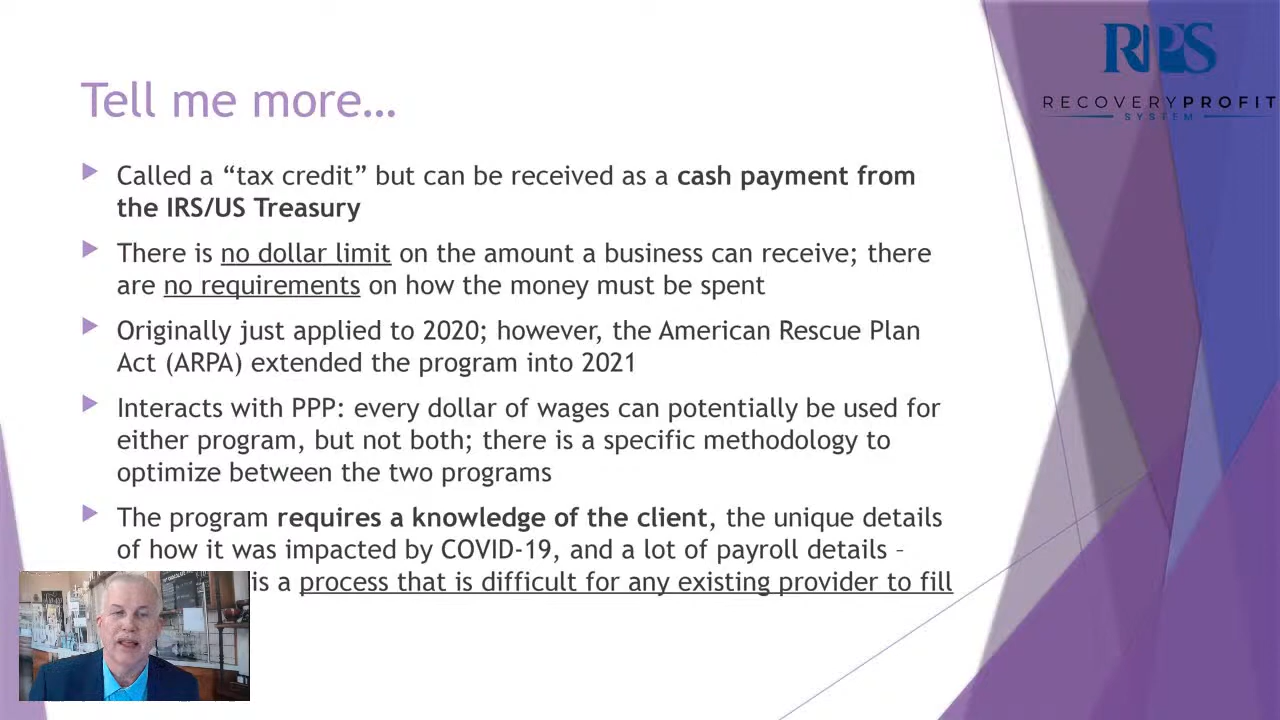 RPS
RECOVERYPROFIT
SYSTEM
Tell me more…
Called a “tax credit” but can be received as a cash payment from
the IRS/US Treasury
There is no dollar limit on the amount a business can receive; there
are no requirements on how the money must be spent
Originally just applied to 2020; however, the American Rescue Plan
Act (ARPA) extended the program into 2021
Interacts with PPP: every dollar of wages can potentially be used for
either program, but not both; there is a specific methodology to
optimize between the two programs
The program requires a knowledge of the client, the unique details
of how it was impacted by COVID-19, and a lot of payroll details –
is a process that is difficult for any existing provider to fill